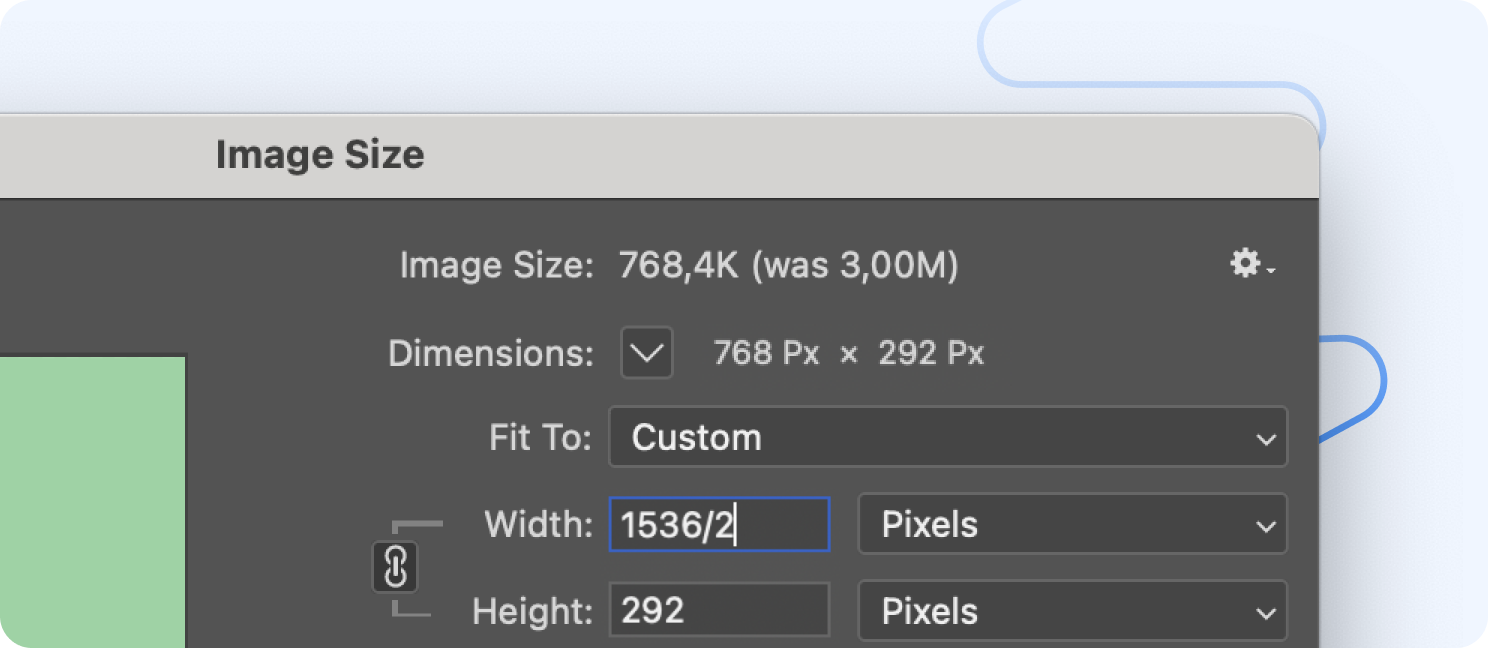 Image Size
Image Size: 768,4K (was 3,00M)
Dimensions: 768 Px × 292 Px
Fit To: Custom
Width: 1536/2 Pixels
Height: 292 Pixels